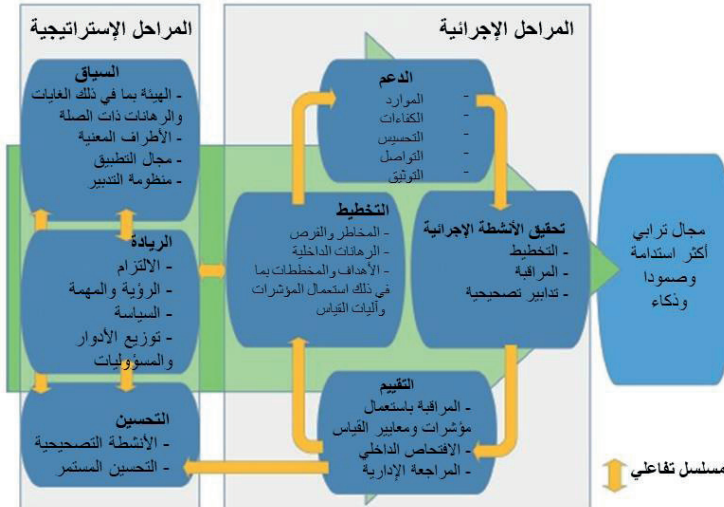 المراحل الإستراتيجية
السياق
- الهيئة بما في ذلك الغايات
والرهانات ذات الصلة
- الأطراف المعنية
- مجال التطبيق
- منظومة التدبير
الريادة
- الالتزام
- الرؤية والمهمة
- السياسة
- توزيع الأدوار
والمسؤوليات
التحسين
- الأنشطة التصحيحية
- التحسين المستمر
المراحل الإجرائية
الدعم
- الموارد
- الكفاءات
- التحسيس
- التواصل
- التوثيق
التخطيط
- المخاطر والفرص
- الرهانات الداخلية
- الأهداف والمخططات بما
في ذلك استعمال المؤشرات
وآليات القياس
تحقيق الأنشطة الإجرائية
- التخطيط
- المراقبة
- تدابير تصحيحية
التقييم
- المراقبة باستعمال
مؤشرات ومعايير القياس
- الافتحاص الداخلي
- المراجعة الإدارية
مجال ترابي
أكثر استدامة
وصمودا
وذكاء
مسلسل تفاعلي